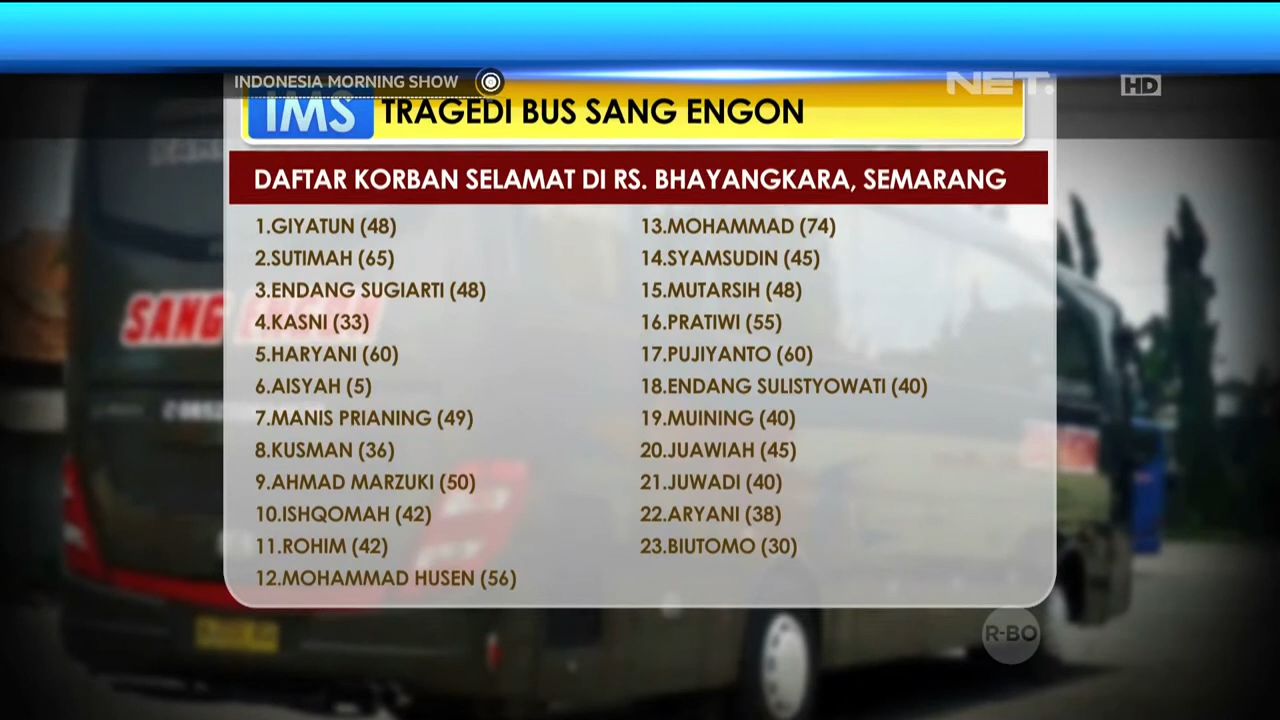 INDONESIA MORNING SHOW
NET.
HD
IMS TRAGEDI BUS SANG ENGON
DAFTAR KORBAN SELAMAT DI RS. BHAYANGKARA, SEMARANG
1.GIYATUN (48)
2.SUTIMAH (65)
3.ENDANG SUGIARTI (48)
4.KASNI (33)
5.HARYANI (60)
6.AISYAH (5)
7.MANIS PRIANING (49)
8.KUSMAN (36)
9.AHMAD MARZUKI (50)
10.ISHQOMAH (42)
11.ROHIM (42)
12.MOHAMMAD HUSEN (56)
13.MOHAMMAD (74)
14.SYAMSUDIN (45)
15.MUTARSIH (48)
16.PRATIWI (55)
17.PUJIYANTO (60)
18.ENDANG SULISTYOWATI (40)
19.MUINING (40)
20.JUAWIAH (45)
21.JUWADI (40)
22.ARYANI (38)
23.BIUTOMO (30)
SANG
R-BO